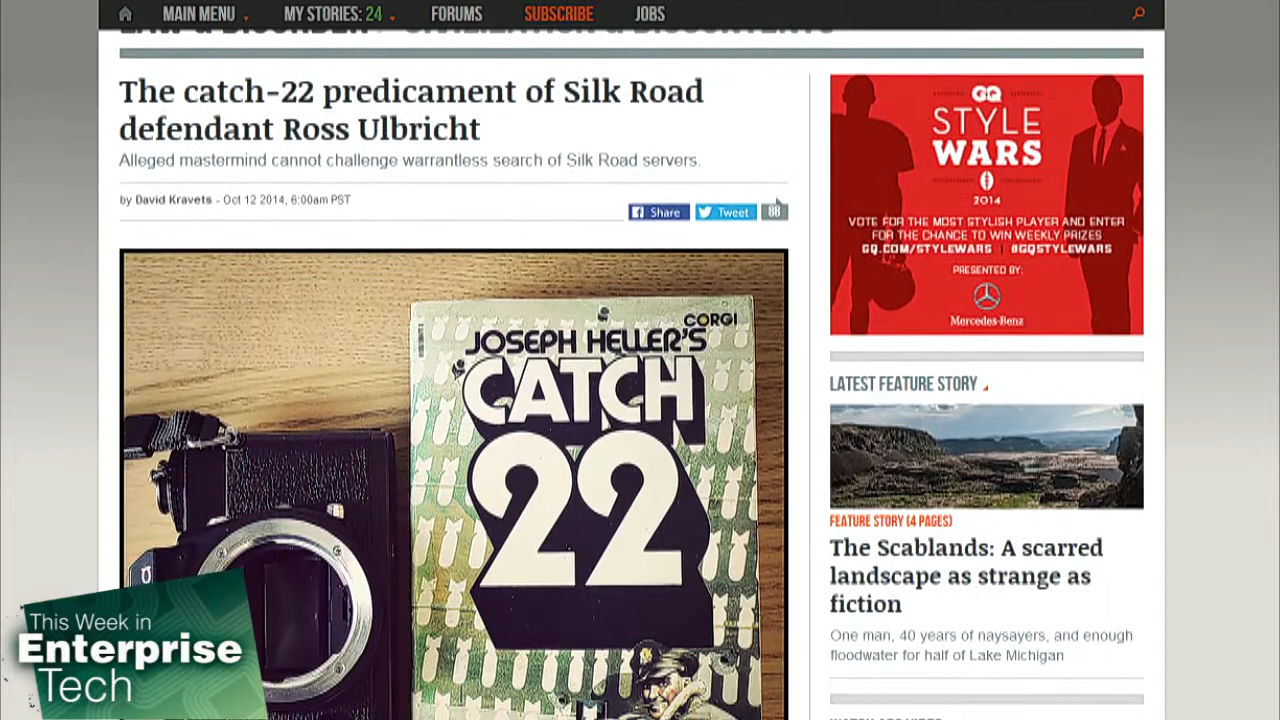 MAIN MENU
MY STORIES: 24
FORUMS
SUBSCRIBE
JOBS
The catch-22 predicament of Silk Road
defendant Ross Ulbricht
Alleged mastermind cannot challenge warrantless search of Silk Road servers.
by David Kravets - Oct 12 2014, 6:00am PST
Share
Tweet
88
CORGI
JOSEPH HELLER'S
CATCH
22
GQ
STYLE
WARS
2014
VOTE FOR THE MOST STYLISH PLAYER AND ENTER
FOR THE CHANCE TO WIN WEEKLY PRIZES
GQ.COM/STYLEWARS | #GQSTYLEWARS
PRESENTED BY:
Mercedes-Benz
LATEST FEATURE STORY
FEATURE STORY (4 PAGES)
The Scablands: A scarred
landscape as strange as
fiction
One man, 40 years of naysayers, and enough
floodwater for half of Lake Michigan
This Week in
Enterprise
Tech